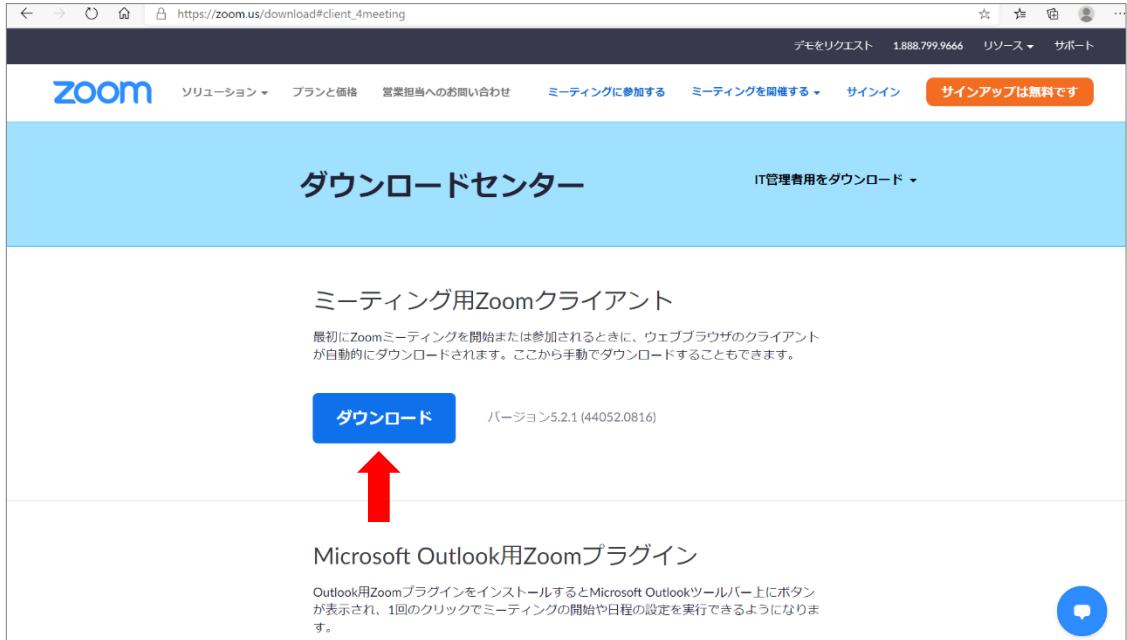 https://zoom.us/download#client_4meeting
デモをリクエスト 1.888.799.9666 リソース サポート
zoom ソリューション プランと価格 営業担当へのお問い合わせ ミーティングに参加する ミーティングを開催する サインイン サインアップは無料です
ダウンロードセンター IT管理者用をダウンロード
ミーティング用Zoomクライアント
最初にZoomミーティングを開始または参加されるときに、ウェブブラウザのクライアント
が自動的にダウンロードされます。ここから手動でダウンロードすることもできます。
ダウンロード バージョン5.2.1 (44052.0816)
Microsoft Outlook用Zoomプラグイン
Outlook用ZoomプラグインをインストールするとMicrosoft Outlookツールバー上にボタン
が表示され、1回のクリックでミーティングの開始や日程の設定を実行できるようになりま
す。